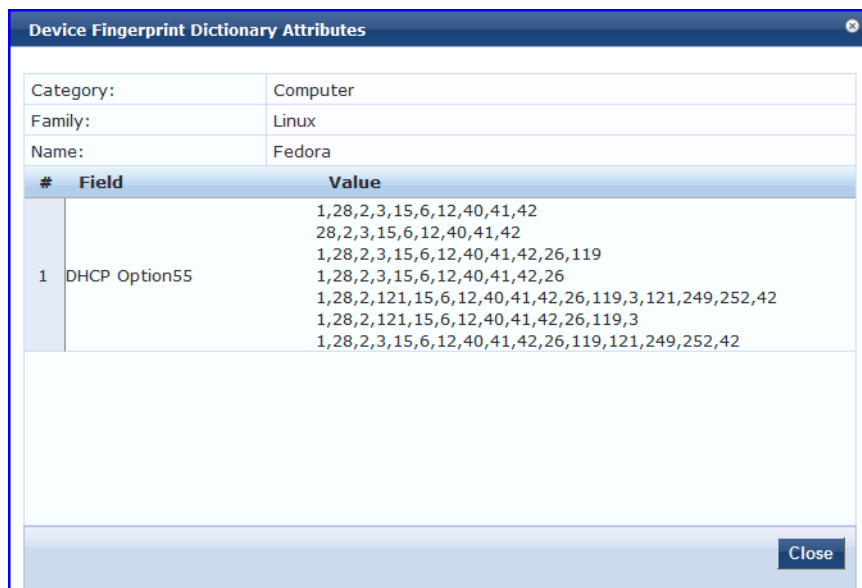 Device Fingerprint Dictionary Attributes
Category: Computer
Family: Linux
Name: Fedora
# Field Value
1,28,2,3,15,6,12,40,41,42
28,2,3,15,6,12,40,41,42
1,28,2,3,15,6,12,40,41,42,26,119
1 DHCP Option55 1,28,2,3,15,6,12,40,41,42,26
1,28,2,121,15,6,12,40,41,42,26,119,3,121,249,252,42
1,28,2,121,15,6,12,40,41,42,26,119,3
1,28,2,3,15,6,12,40,41,42,26,119,121,249,252,42
Close